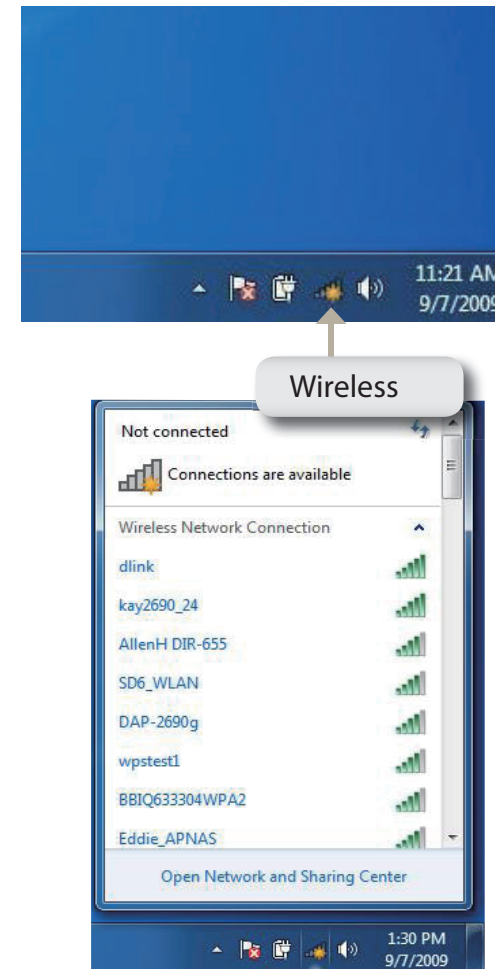 11:21 AM
9/7/2009
Wireless
Not connected
Connections are available
Wireless Network Connection
dlink
kay2690_24
AllenH DIR-655
SD6_WLAN
DAP-2690g
wpstest1
BBIQ633304WPA2
Eddie_APNAS
Open Network and Sharing Center
1:30 PM
9/7/2009